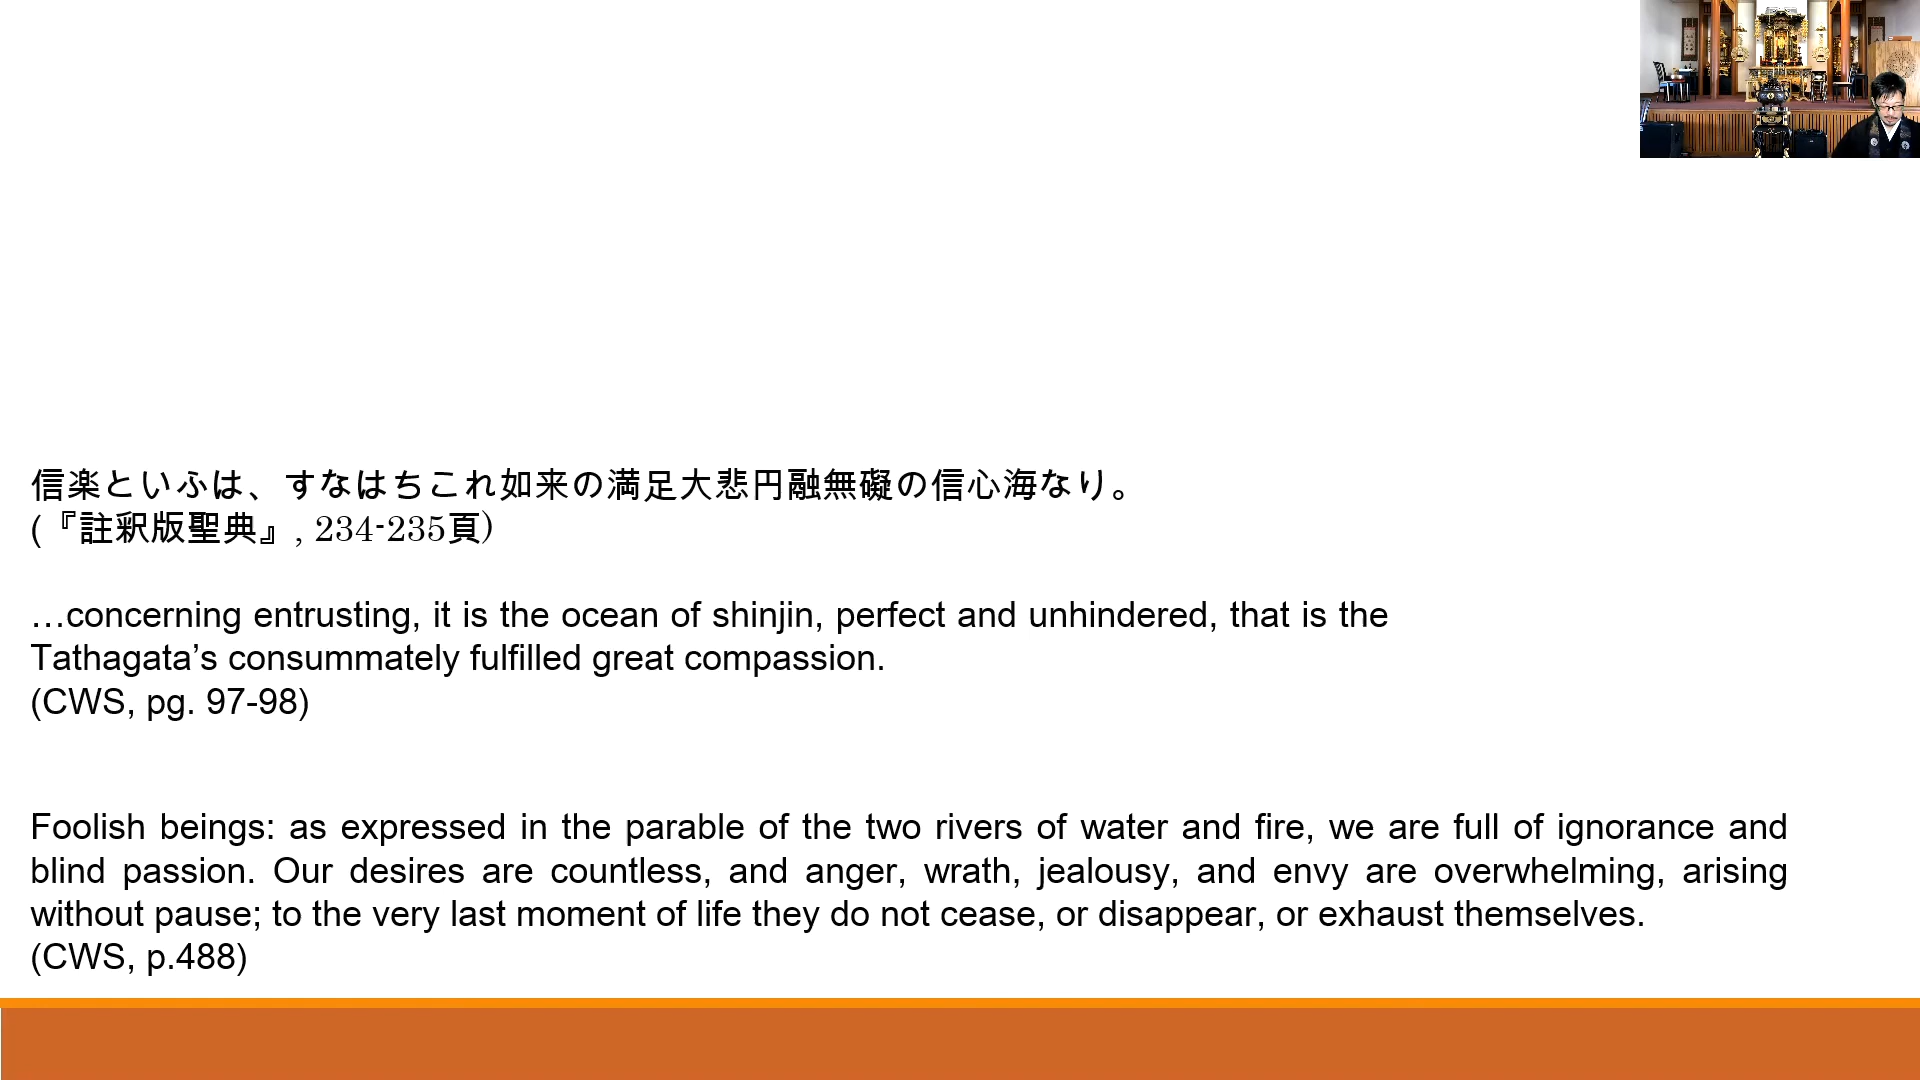 信楽といふは、すなはちこれ如来の満足大悲円融無礙の信心海なり。
(『註釈版聖典』, 234-235頁)
…concerning entrusting, it is the ocean of shinjin, perfect and unhindered, that is the
Tathagata’s consummately fulfilled great compassion.
(CWS, pg. 97-98)
Foolish beings: as expressed in the parable of the two rivers of water and fire, we are full of ignorance and
blind passion. Our desires are countless, and anger, wrath, jealousy, and envy are overwhelming, arising
without pause; to the very last moment of life they do not cease, or disappear, or exhaust themselves.
(CWS, p.488)